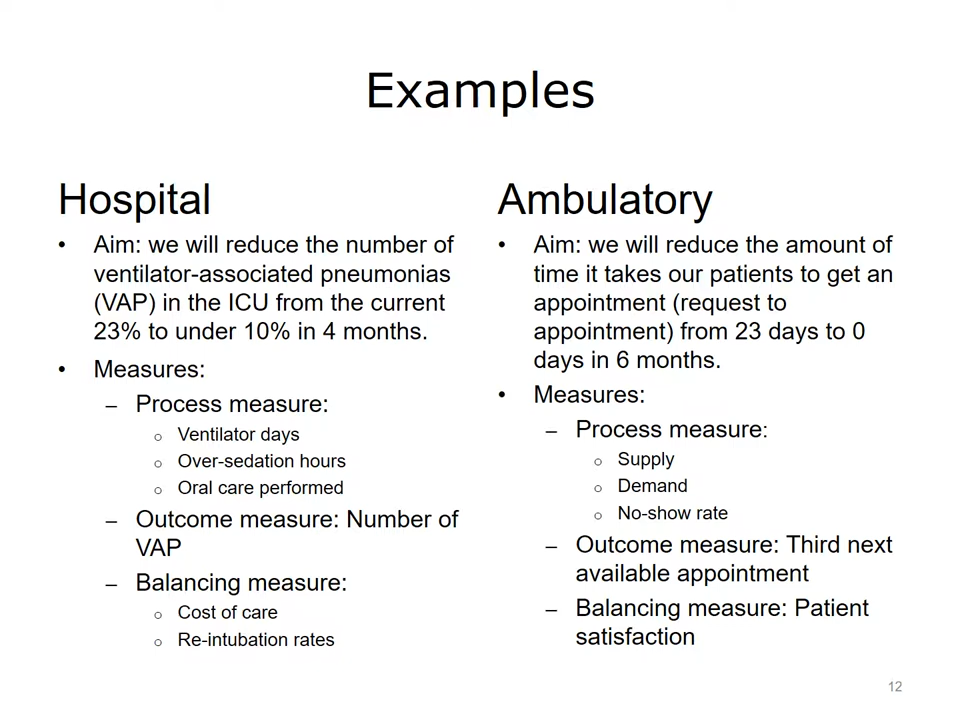 Examples
Hospital
• Aim: we will reduce the number of
ventilator-associated pneumonias
(VAP) in the ICU from the current
23% to under 10% in 4 months.
• Measures:
– Process measure:
o Ventilator days
o Over-sedation hours
o Oral care performed
– Outcome measure: Number of
VAP
– Balancing measure:
o Cost of care
o Re-intubation rates
Ambulatory
• Aim: we will reduce the amount of
time it takes our patients to get an
appointment (request to
appointment) from 23 days to 0
days in 6 months.
• Measures:
– Process measure:
o Supply
o Demand
o No-show rate
– Outcome measure: Third next
available appointment
– Balancing measure: Patient
satisfaction
12